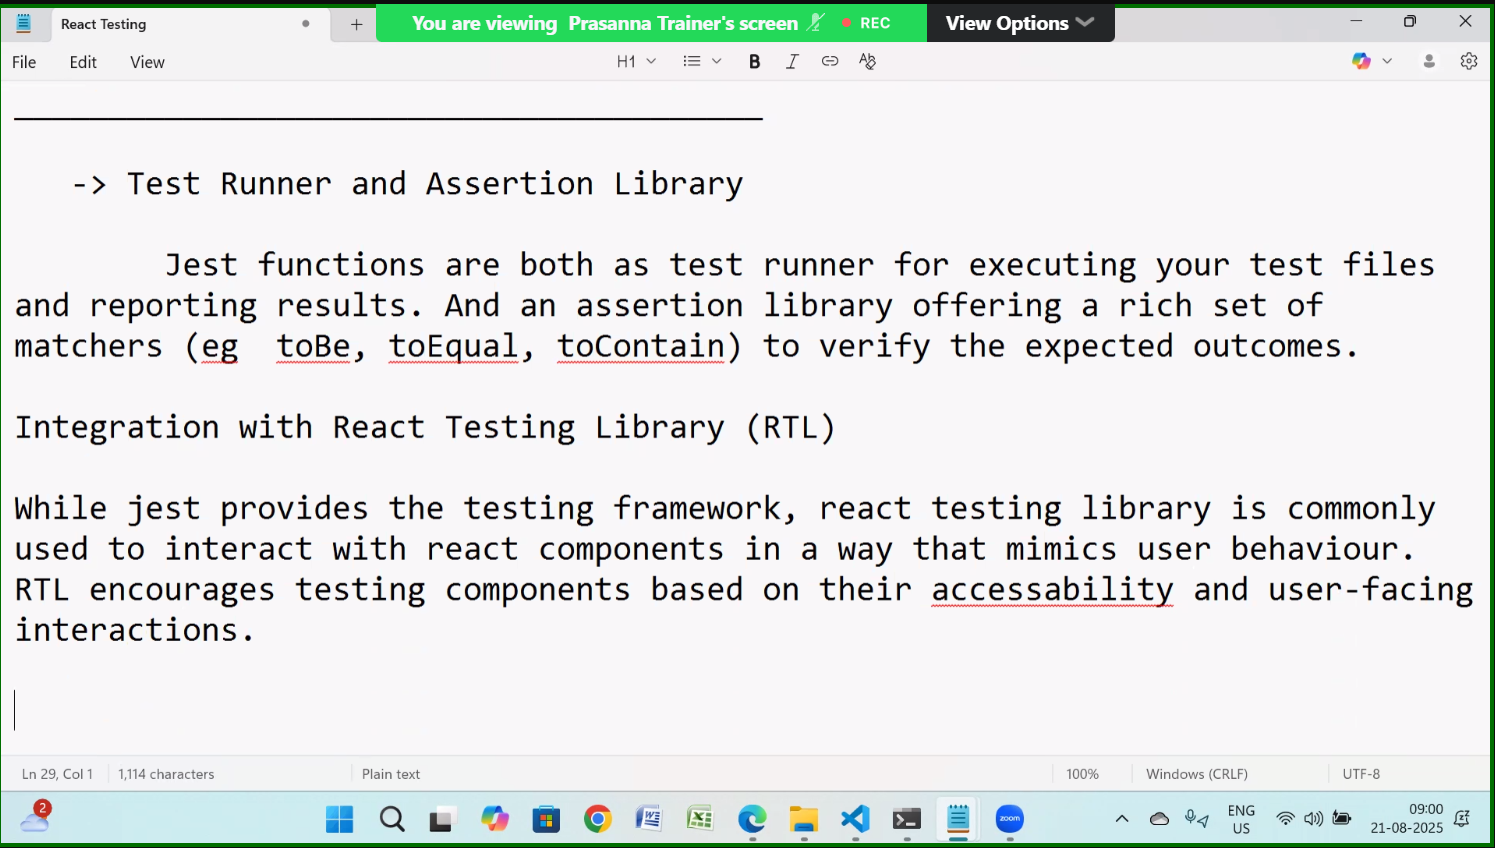 React Testing
You are viewing Prasanna Trainer's screen REC View Options
File Edit View H1 B I
-> Test Runner and Assertion Library
Jest functions are both as test runner for executing your test files
and reporting results. And an assertion library offering a rich set of
matchers (eg  toBe, toEqual, toContain) to verify the expected outcomes.
Integration with React Testing Library (RTL)
While jest provides the testing framework, react testing library is commonly
used to interact with react components in a way that mimics user behaviour.
RTL encourages testing components based on their accessability and user-facing
interactions.
Ln 29, Col 1 1,114 characters Plain text 100% Windows (CRLF) UTF-8
2
zoom
ENG
US
09:00
21-08-2025